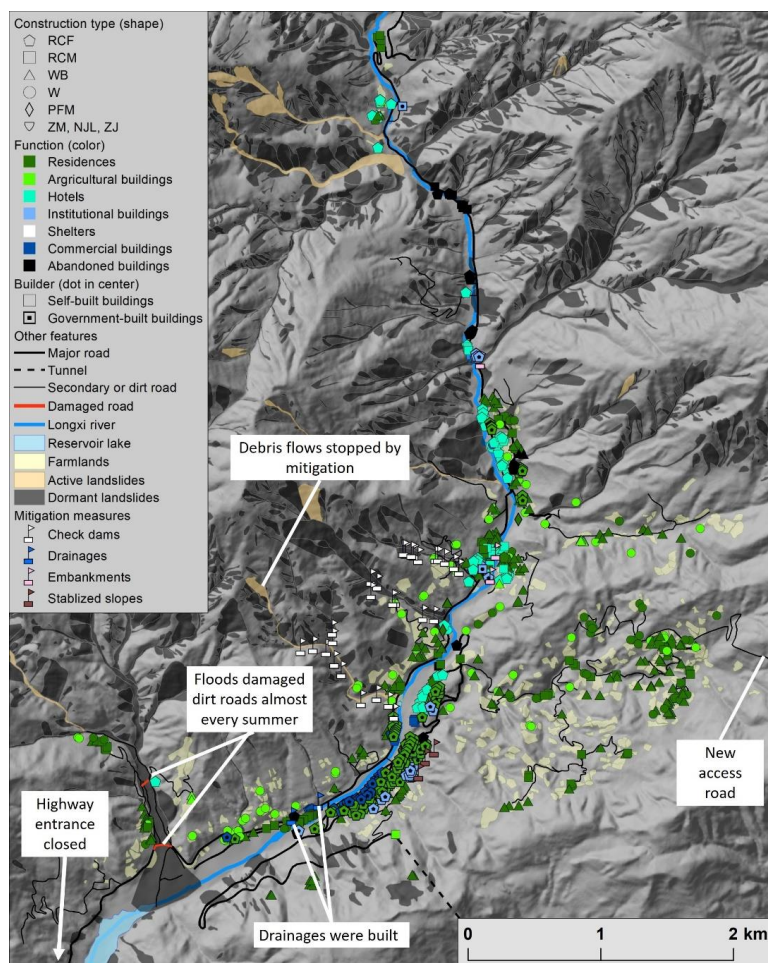 Construction type (shape)
RCF
RCM
WB
W
PFM
ZM, NJL, ZJ
Function (color)
Residences
Argricultural buildings
Hotels
Institutional buildings
Shelters
Commercial buildings
Abandoned buildings
Builder (dot in center)
Self-built buildings
Government-built buildings
Other features
Major road
Tunnel
Secondary or dirt road
Damaged road
Longxi river
Reservoir lake
Farmlands
Active landslides
Dormant landslides
Mitigation measures
Check dams
Drainages
Embankments
Stablized slopes
Debris flows stopped by
mitigation
Floods damaged
dirt roads almost
every summer
Highway
entrance
closed
New
access
road
Drainages were built
0 1 2 km